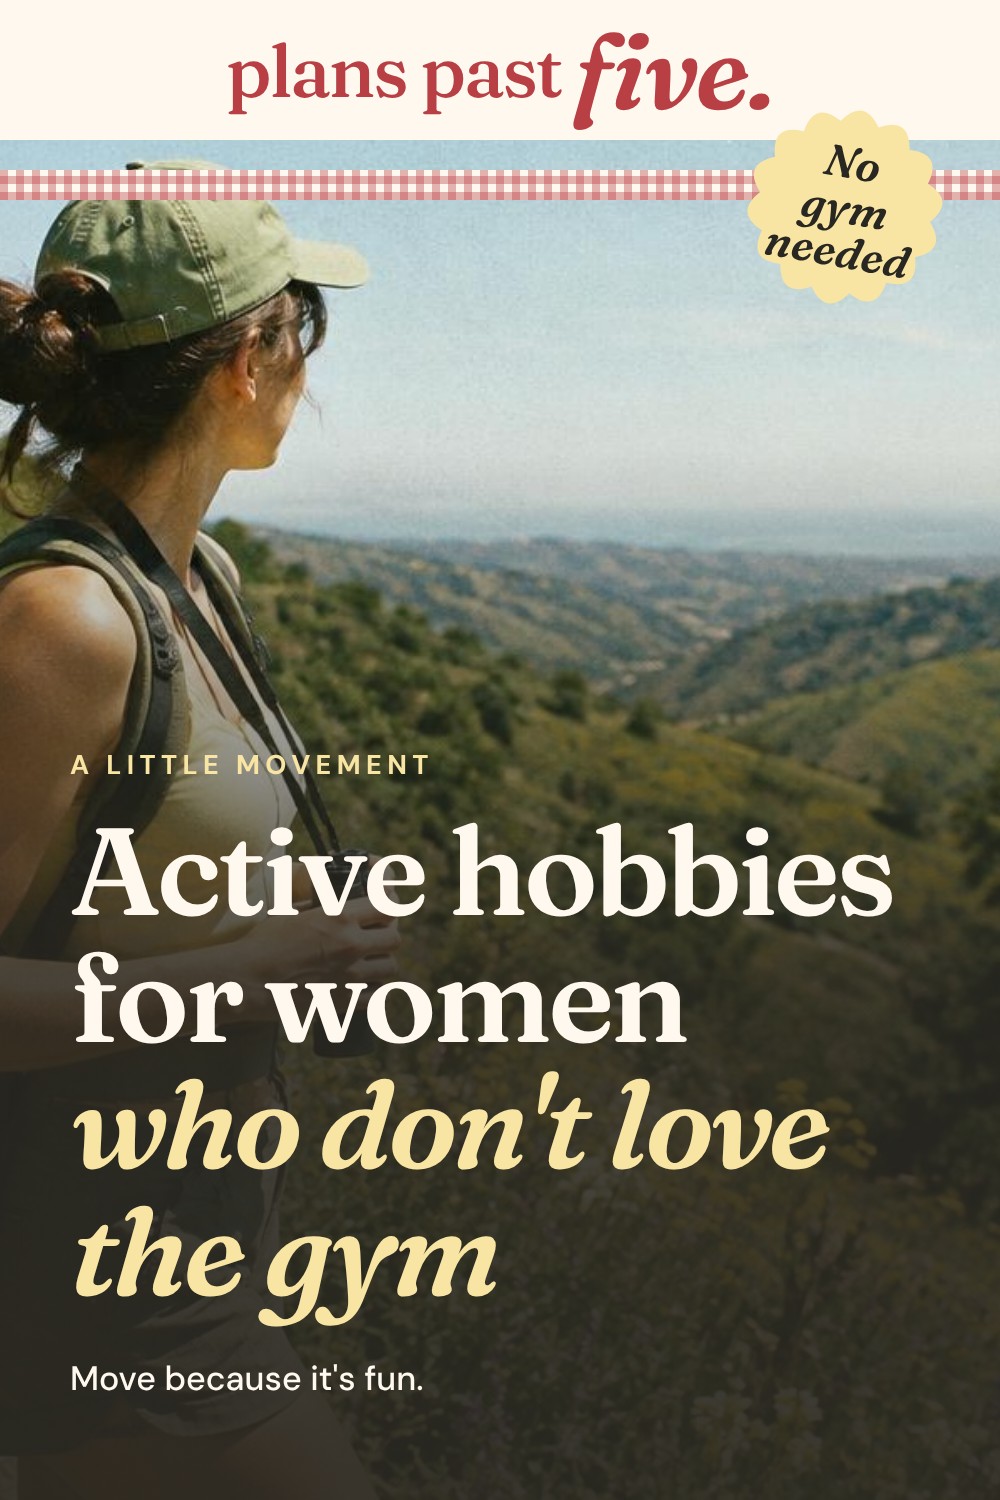 plans past five.
No
gym
needed
A LITTLE MOVEMENT
Active hobbies
for women
who don't love
the gym
Move because it's fun.